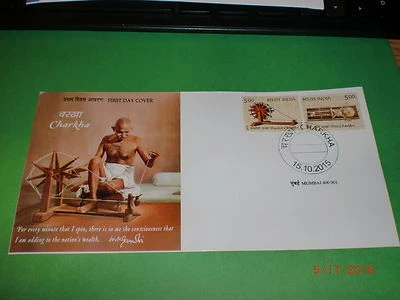 प्रथम दिवस आवरण FIRST DAY COVER
चरखा
Charkha
"For every minute that I spin, there is in me the consciousness that
I am adding to the nation's wealth."
MKGandhi
5.00 भारत INDIA
भारत INDIA 5.00
चरखा CHARKHA
15.10.2015
मुंबई MUMBAI 400 001
5/11/2016